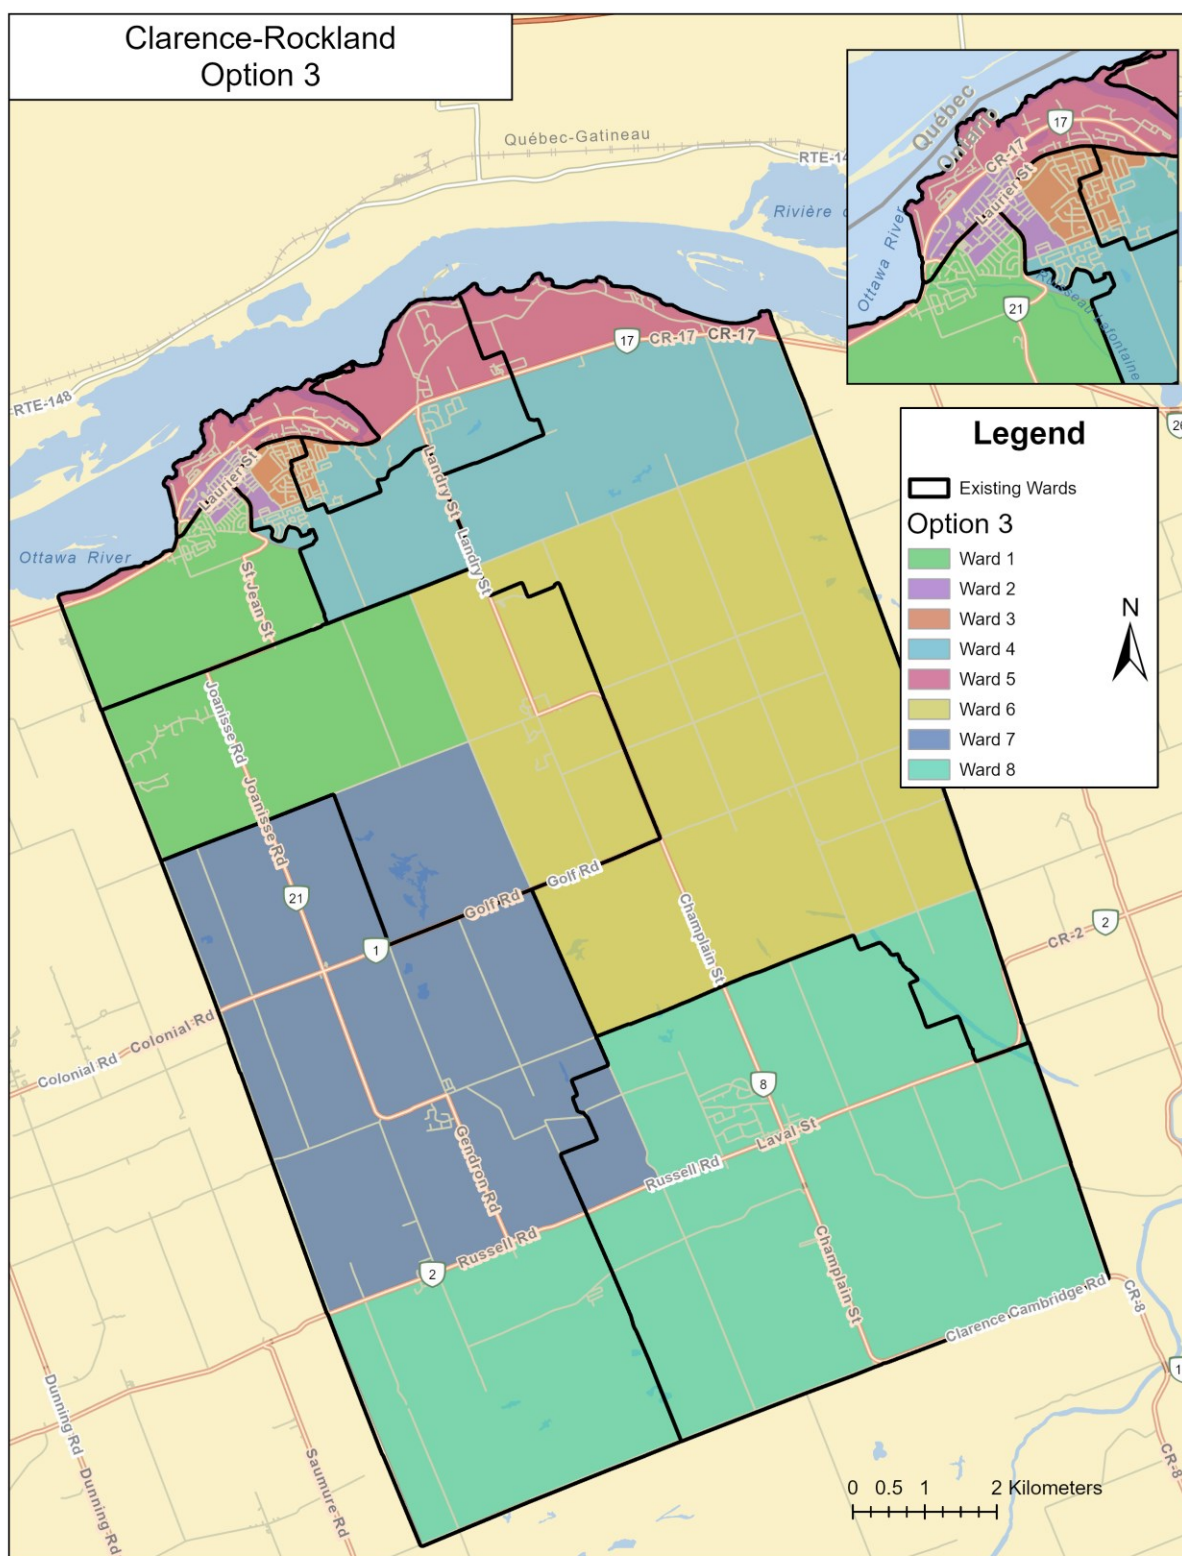 Clarence-Rockland
Option 3
Québec-Gatineau
RTE-14
Rivière d
Québec
Ontario
17
CR-17
Laurier St
Ottawa River
21
Ruisseau Lafontaine
RTE-148
17
CR-17
CR-17
26
Laurier St
Landry St
Ottawa River
St Jean St
Landry St
Legend
Existing Wards
Option 3
Ward 1
Ward 2
Ward 3
Ward 4
Ward 5
Ward 6
Ward 7
Ward 8
N
Joanisse Rd
Joanisse Rd
21
Golf Rd
Golf Rd
Champlain St
1
2
CR-2
Colonial Rd
Colonial Rd
8
Laval St
Gendron Rd
Russell Rd
Russell Rd
2
Champlain St
Clarence Cambridge Rd
CR-8
1
Dunning Rd
Dunning Rd
Saumure Rd
CR-8
0 0.5 1 2 Kilometers